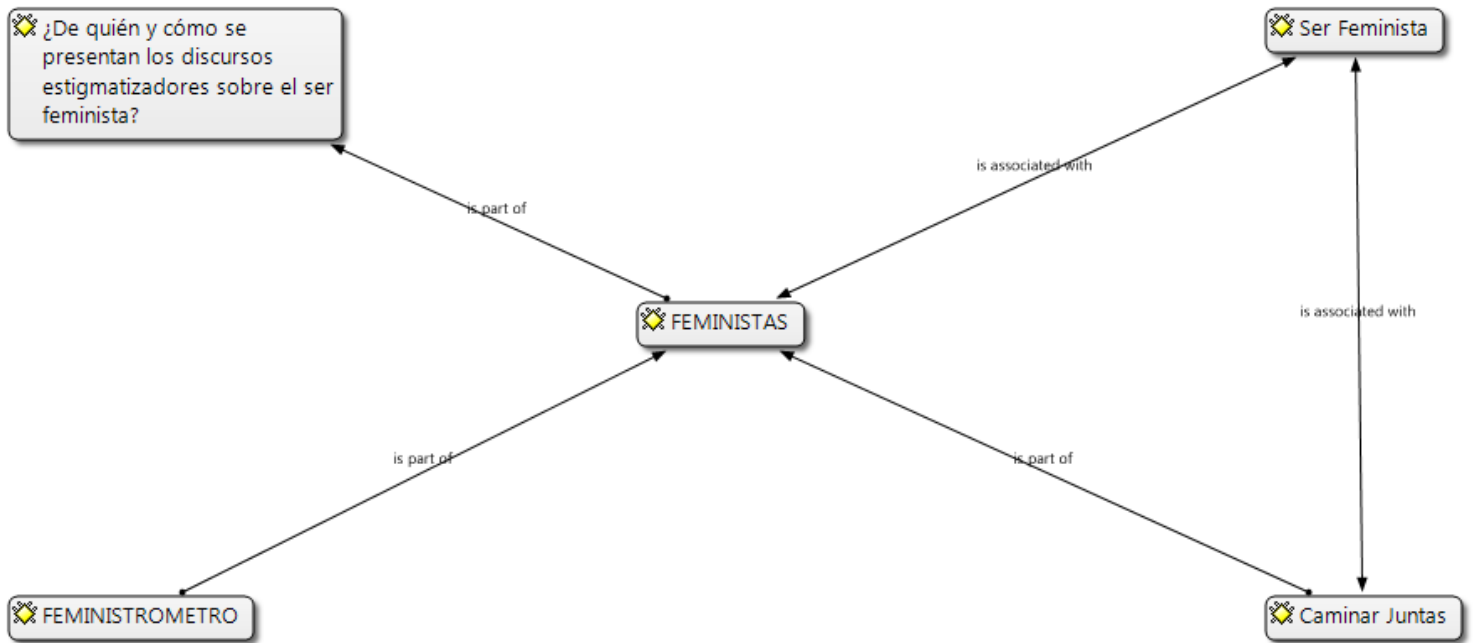 ¿De quién y cómo se
presentan los discursos
estigmatizadores sobre el ser
feminista?
Ser Feminista
is associated with
is part of
is associated with
FEMINISTAS
is part of
is part of
FEMINISTROMETRO
Caminar Juntas